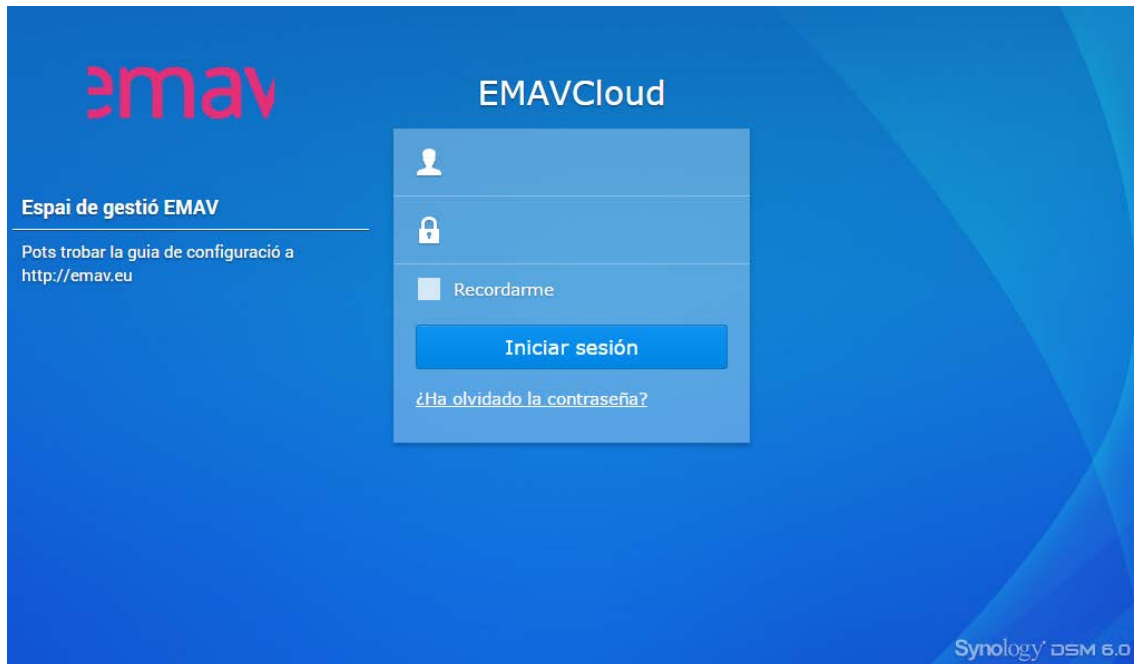 emav
EMAVCloud
Espai de gestió EMAV
Pots trobar la guia de configuració a
http://emav.eu
Recordarme
Iniciar sesión
¿Ha olvidado la contraseña?
Synology DSM 6.0